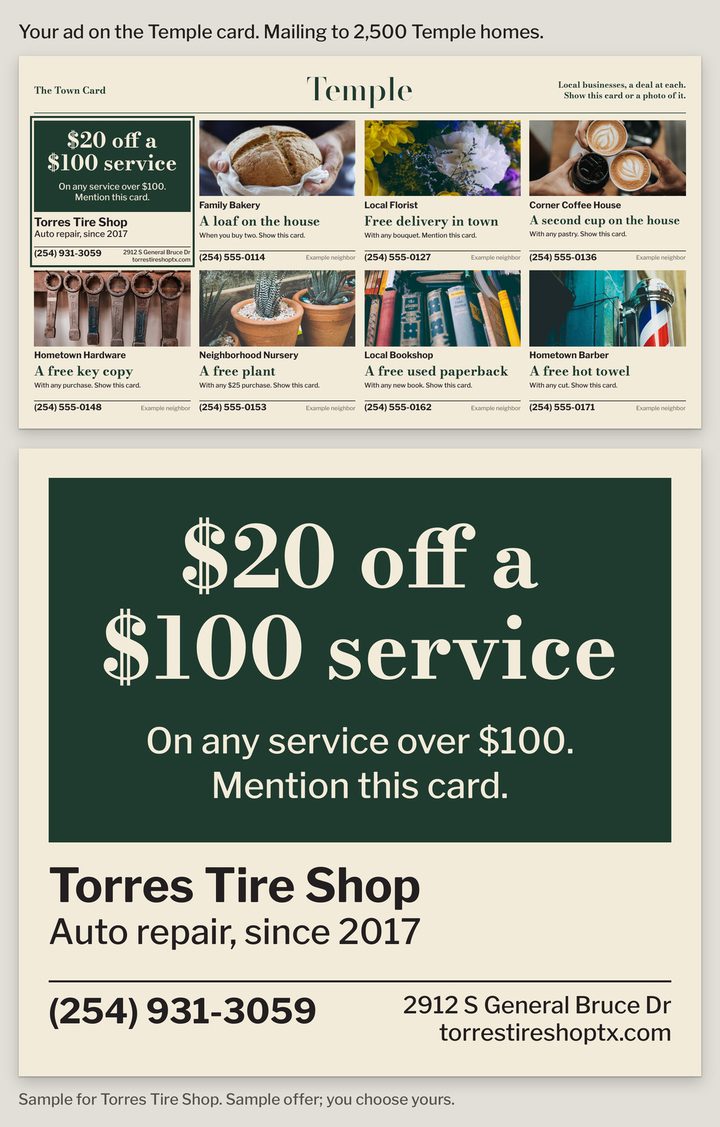 Your ad on the Temple card. Mailing to 2,500 Temple homes.
The Town Card
Temple
Local businesses, a deal at each.
Show this card or a photo of it.
$20 off a
$100 service
On any service over $100.
Mention this card.
Torres Tire Shop
Auto repair, since 2017
(254) 931-3059
2912 S General Bruce Dr
torrestireshoptx.com
Family Bakery
A loaf on the house
When you buy two. Show this card.
(254) 555-0114
Example neighbor
Local Florist
Free delivery in town
With any bouquet. Mention this card.
(254) 555-0127
Example neighbor
Corner Coffee House
A second cup on the house
With any pastry. Show this card.
(254) 555-0136
Example neighbor
Hometown Hardware
A free key copy
With any purchase. Show this card.
(254) 555-0148
Example neighbor
Neighborhood Nursery
A free plant
With any $25 purchase. Show this card.
(254) 555-0153
Example neighbor
Local Bookshop
A free used paperback
With any new book. Show this card.
(254) 555-0162
Example neighbor
Hometown Barber
A free hot towel
With any cut. Show this card.
(254) 555-0171
Example neighbor
$20 off a
$100 service
On any service over $100.
Mention this card.
Torres Tire Shop
Auto repair, since 2017
(254) 931-3059
2912 S General Bruce Dr
torrestireshoptx.com
Sample for Torres Tire Shop. Sample offer; you choose yours.